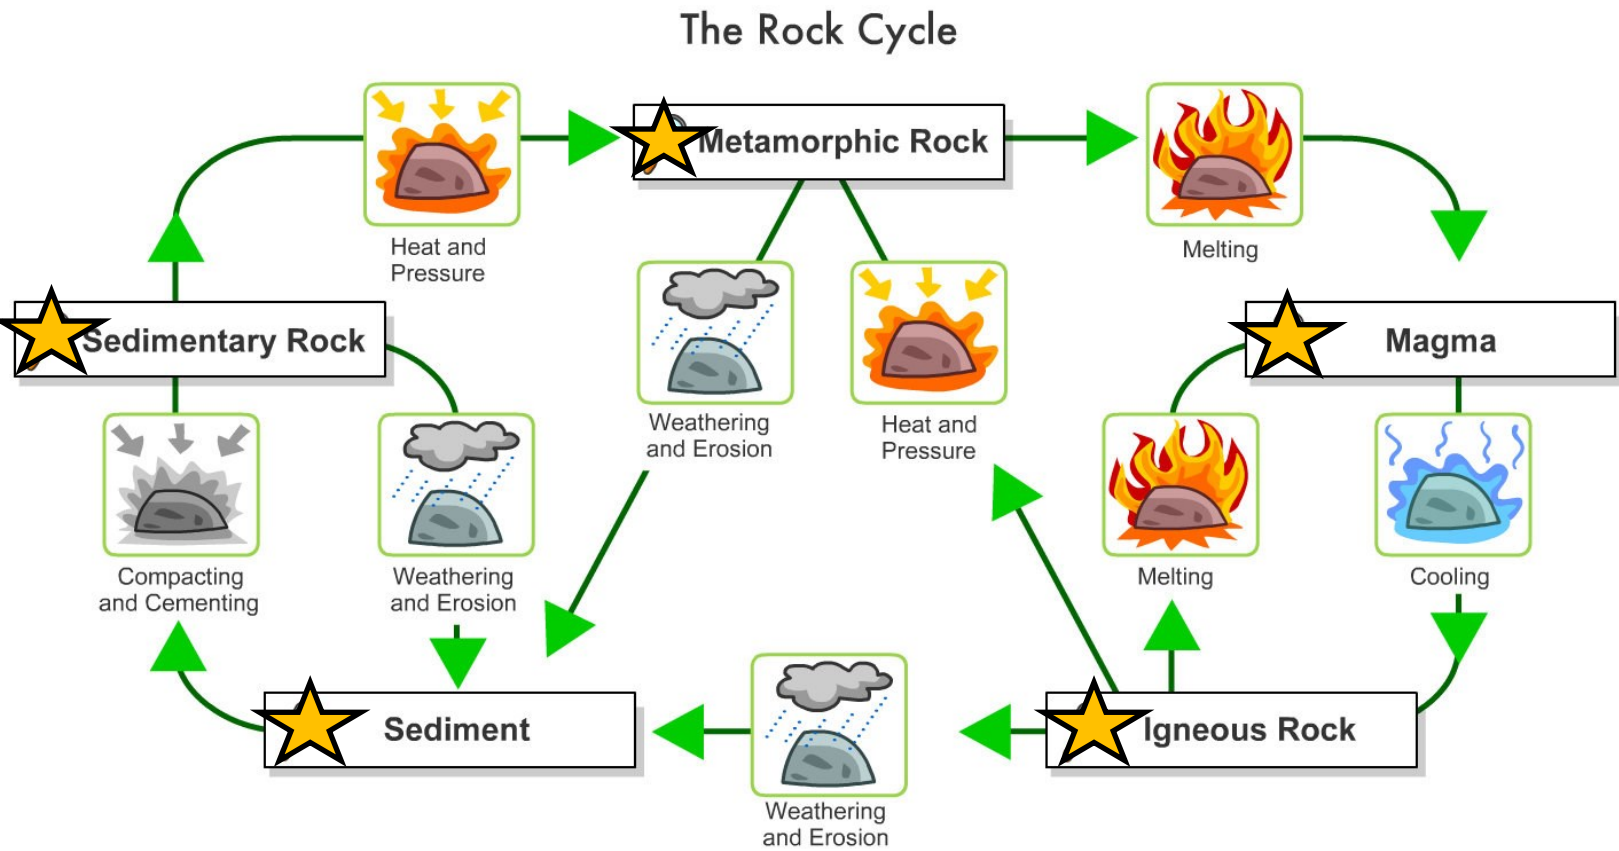 The Rock Cycle
Metamorphic Rock
Heat and
Pressure
Melting
Sedimentary Rock
Magma
Weathering
and Erosion
Heat and
Pressure
Compacting
and Cementing
Weathering
and Erosion
Melting
Cooling
Sediment
Igneous Rock
Weathering
and Erosion